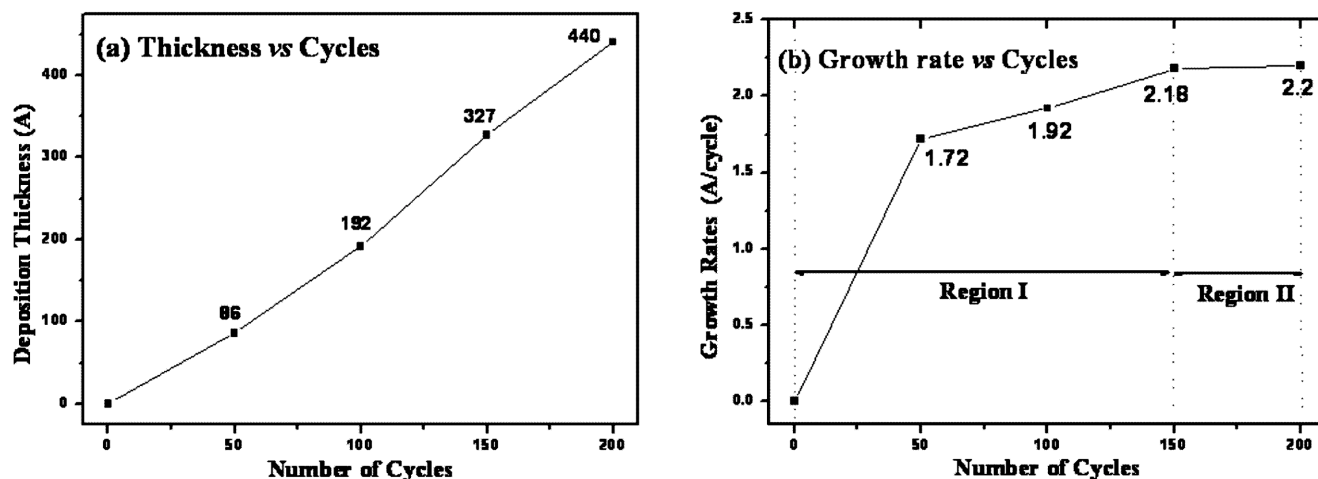 (a) Thickness vs Cycles
440
400
327
300
Deposition Thickness (A)
192
200
86
100
0
0 50 100 150 200
Number of Cycles
2.5
(b) Growth rate vs Cycles
2.18
2.2
2.0
1.92
1.72
1.5
Growth Rates (A/cycle)
1.0
Region I
Region II
0.5
0.0
0 50 100 150 200
Number of Cycles